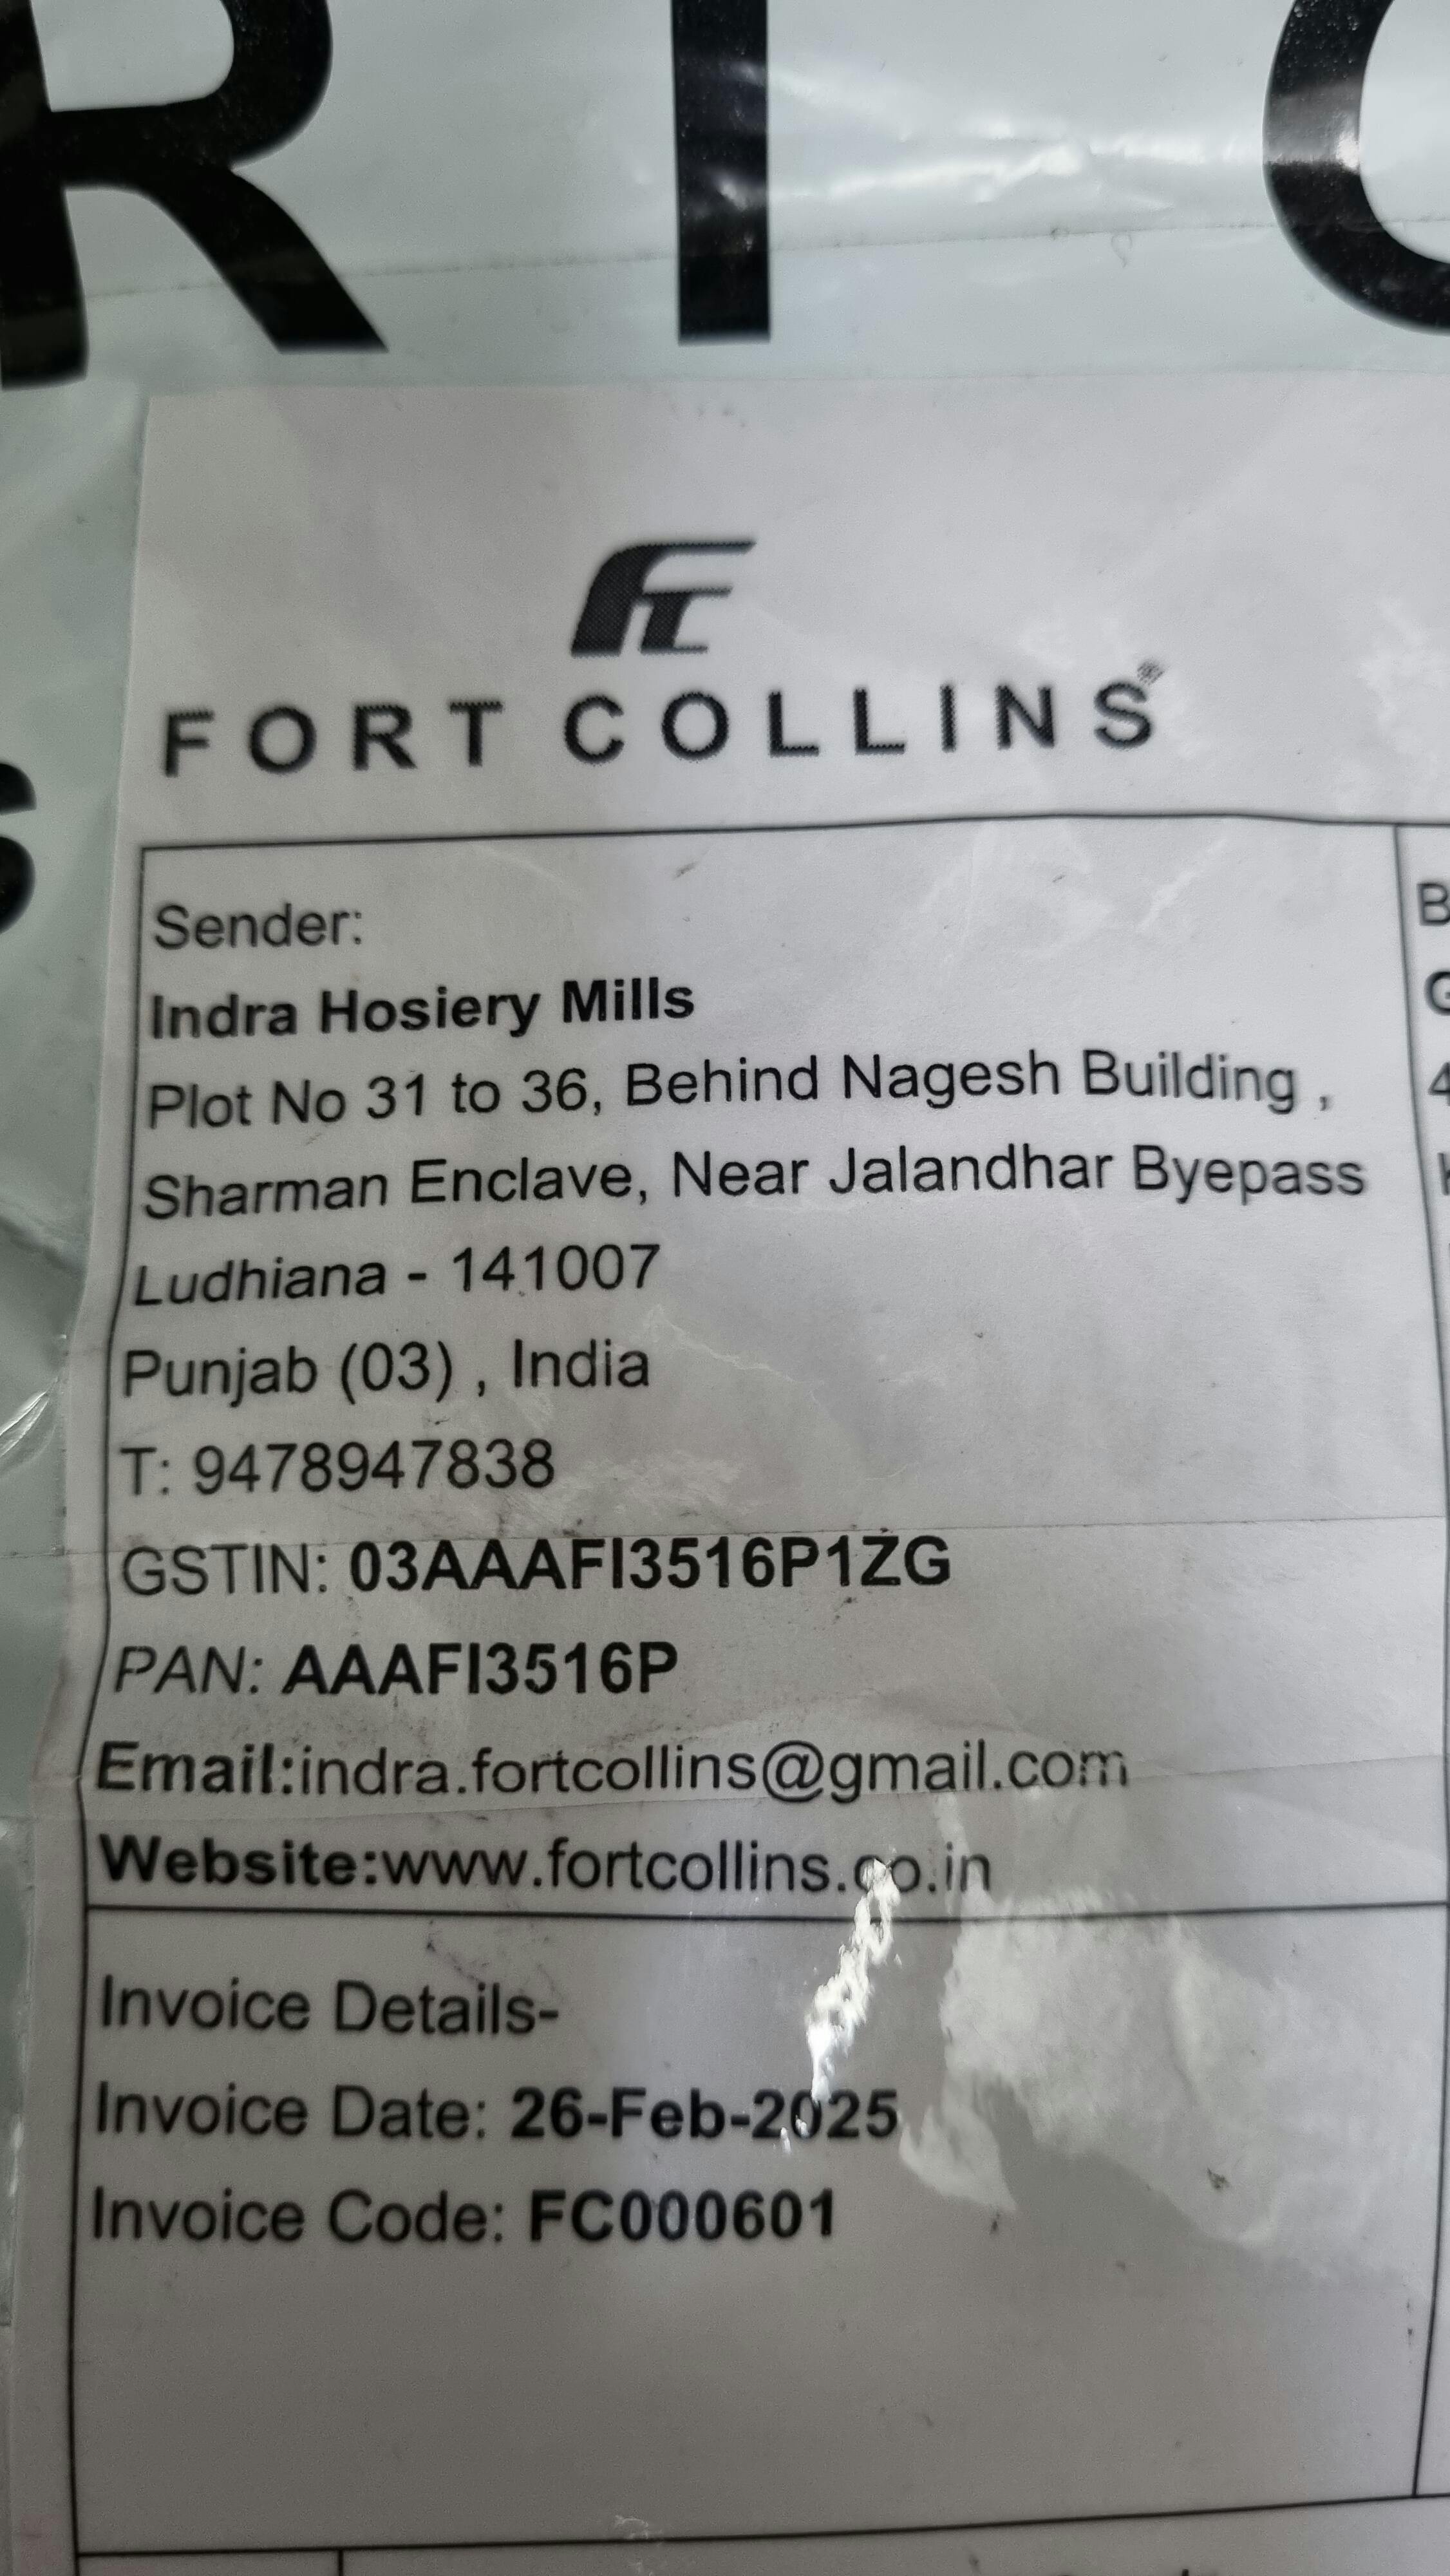 R I
FORT COLLINS®
Sender:
Indra Hosiery Mills
Plot No 31 to 36, Behind Nagesh Building ,
Sharman Enclave, Near Jalandhar Byepass
Ludhiana - 141007
Punjab (03) , India
T: 9478947838
GSTIN: 03AAAFI3516P1ZG
PAN: AAAFI3516P
Email:indra.fortcollins@gmail.com
Website:www.fortcollins.co.in
Invoice Details-
Invoice Date: 26-Feb-2025
Invoice Code: FC000601